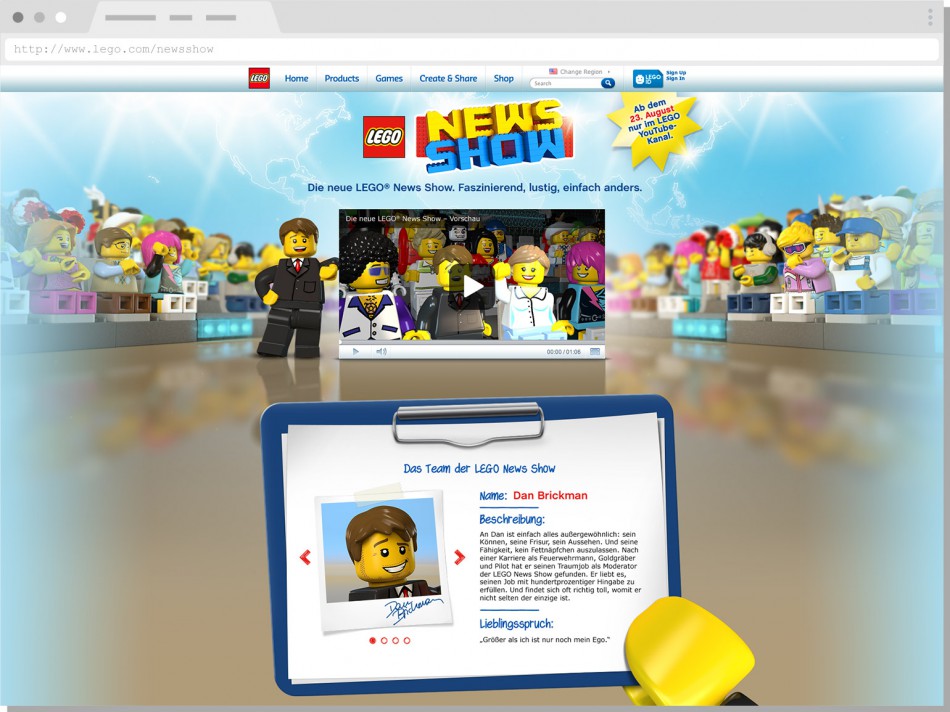 http://www.lego.com/newsshow
LEGO
Home
Products
Games
Create & Share
Shop
Change Region
Search
LEGO ID
Sign Up
Sign In
LEGO
NEWS
SHOW
Ab dem
23. August
nur im LEGO
YouTube-
Kanal.
Die neue LEGO® News Show. Faszinierend, lustig, einfach anders.
Die neue LEGO® News Show – Vorschau
00:00 / 01:08
Das Team der LEGO News Show
Name: Dan Brickman
Beschreibung:
An Dan ist einfach alles außergewöhnlich: sein
Können, seine Frisur, sein Aussehen. Und seine
Fähigkeit, kein Fettnäpfchen auszulassen. Nach
einer Karriere als Feuerwehrmann, Goldgräber
und Pilot hat er seinen Traumjob als Moderator
der LEGO News Show gefunden. Er liebt es,
seinen Job mit hundertprozentiger Hingabe zu
erfüllen. Und findet sich oft richtig toll, womit er
nicht selten der einzige ist.
Dan Brickman
Lieblingsspruch:
„Größer als ich ist nur noch mein Ego.“